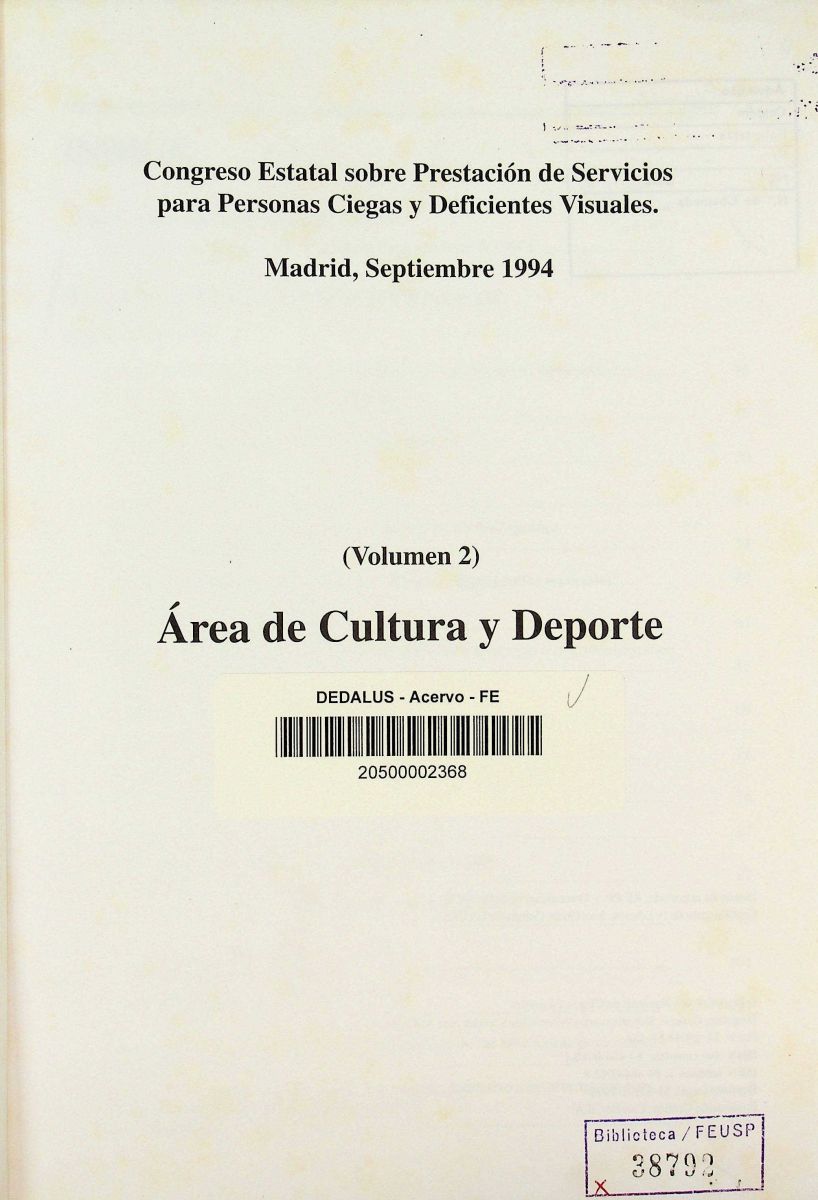 Congreso Estatal sobre Prestación de Servicios
para Personas Ciegas y Deficientes Visuales.
Madrid, Septiembre 1994
(Volumen 2)
Área de Cultura y Deporte
DEDALUS - Acervo - FE
20500002368
Biblioteca / FEUSP
38792